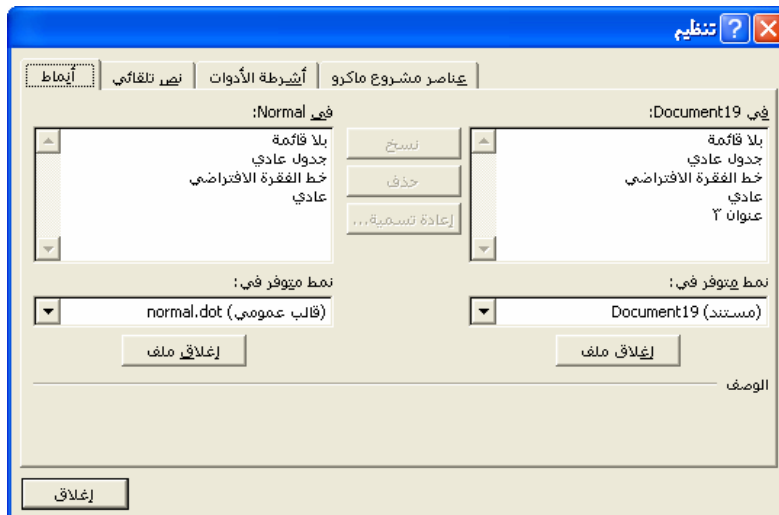 تنظيم
أنماط
نص تلقائي
أشرطة الأدوات
عناصر مشروع ماكرو
في Document19:
بلا قائمة
جدول عادي
خط الفقرة الافتراضي
عادي
عنوان ٣
نسخ
حذف
إعادة تسمية...
في Normal:
بلا قائمة
جدول عادي
خط الفقرة الافتراضي
عادي
نمط متوفر في:
Document19 (مستند)
إغلاق ملف
نمط متوفر في:
normal.dot (قالب عمومي)
إغلاق ملف
الوصف
إغلاق